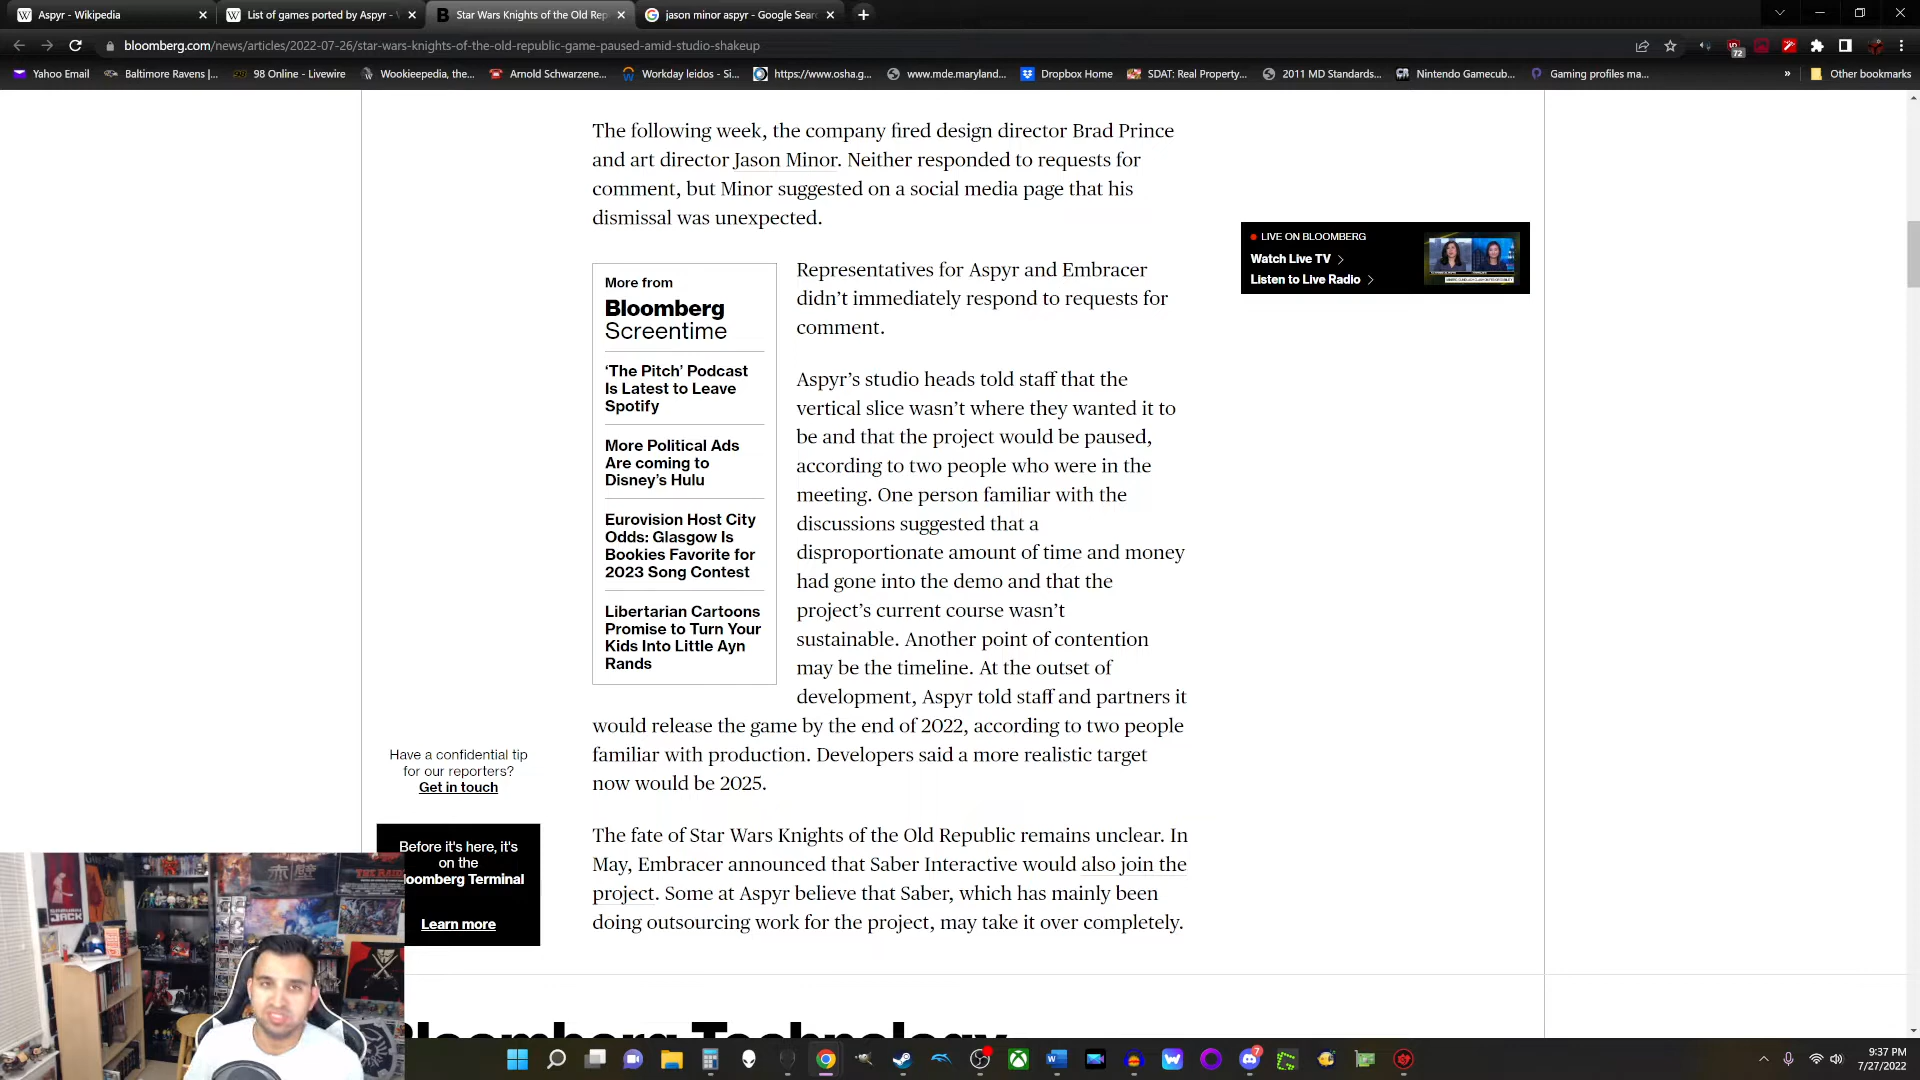 Aspyr - Wikipedia
List of games ported by Aspyr -
Star Wars Knights of the Old Rep
jason minor aspyr - Google Sear
bloomberg.com/news/articles/2022-07-26/star-wars-knights-of-the-old-republic-game-paused-amid-studio-shakeup
72
Yahoo Email
Baltimore Ravens |...
98 Online - Livewire
Wookieepedia, the...
Arnold Schwarzene...
Workday leidos - Si...
https://www.osha.g...
www.mde.maryland...
Dropbox Home
SDAT: Real Property...
2011 MD Standards...
Nintendo Gamecub...
Gaming profiles ma...
»
Other bookmarks
The following week, the company fired design director Brad Prince
and art director Jason Minor. Neither responded to requests for
comment, but Minor suggested on a social media page that his
dismissal was unexpected.
LIVE ON BLOOMBERG
Watch Live TV
Listen to Live Radio
More from
Bloomberg
Screentime
‘The Pitch’ Podcast
Is Latest to Leave
Spotify
More Political Ads
Are coming to
Disney’s Hulu
Eurovision Host City
Odds: Glasgow Is
Bookies Favorite for
2023 Song Contest
Libertarian Cartoons
Promise to Turn Your
Kids Into Little Ayn
Rands
Representatives for Aspyr and Embracer
didn’t immediately respond to requests for
comment.
Aspyr’s studio heads told staff that the
vertical slice wasn’t where they wanted it to
be and that the project would be paused,
according to two people who were in the
meeting. One person familiar with the
discussions suggested that a
disproportionate amount of time and money
had gone into the demo and that the
project’s current course wasn’t
sustainable. Another point of contention
may be the timeline. At the outset of
development, Aspyr told staff and partners it
would release the game by the end of 2022, according to two people
familiar with production. Developers said a more realistic target
now would be 2025.
Have a confidential tip
for our reporters?
Get in touch
The fate of Star Wars Knights of the Old Republic remains unclear. In
May, Embracer announced that Saber Interactive would also join the
project. Some at Aspyr believe that Saber, which has mainly been
doing outsourcing work for the project, may take it over completely.
Before it's here, it's
on the
oomberg Terminal
Learn more
Bloomberg Technology
JACK
THE RAID
9:37 PM
7/27/2022